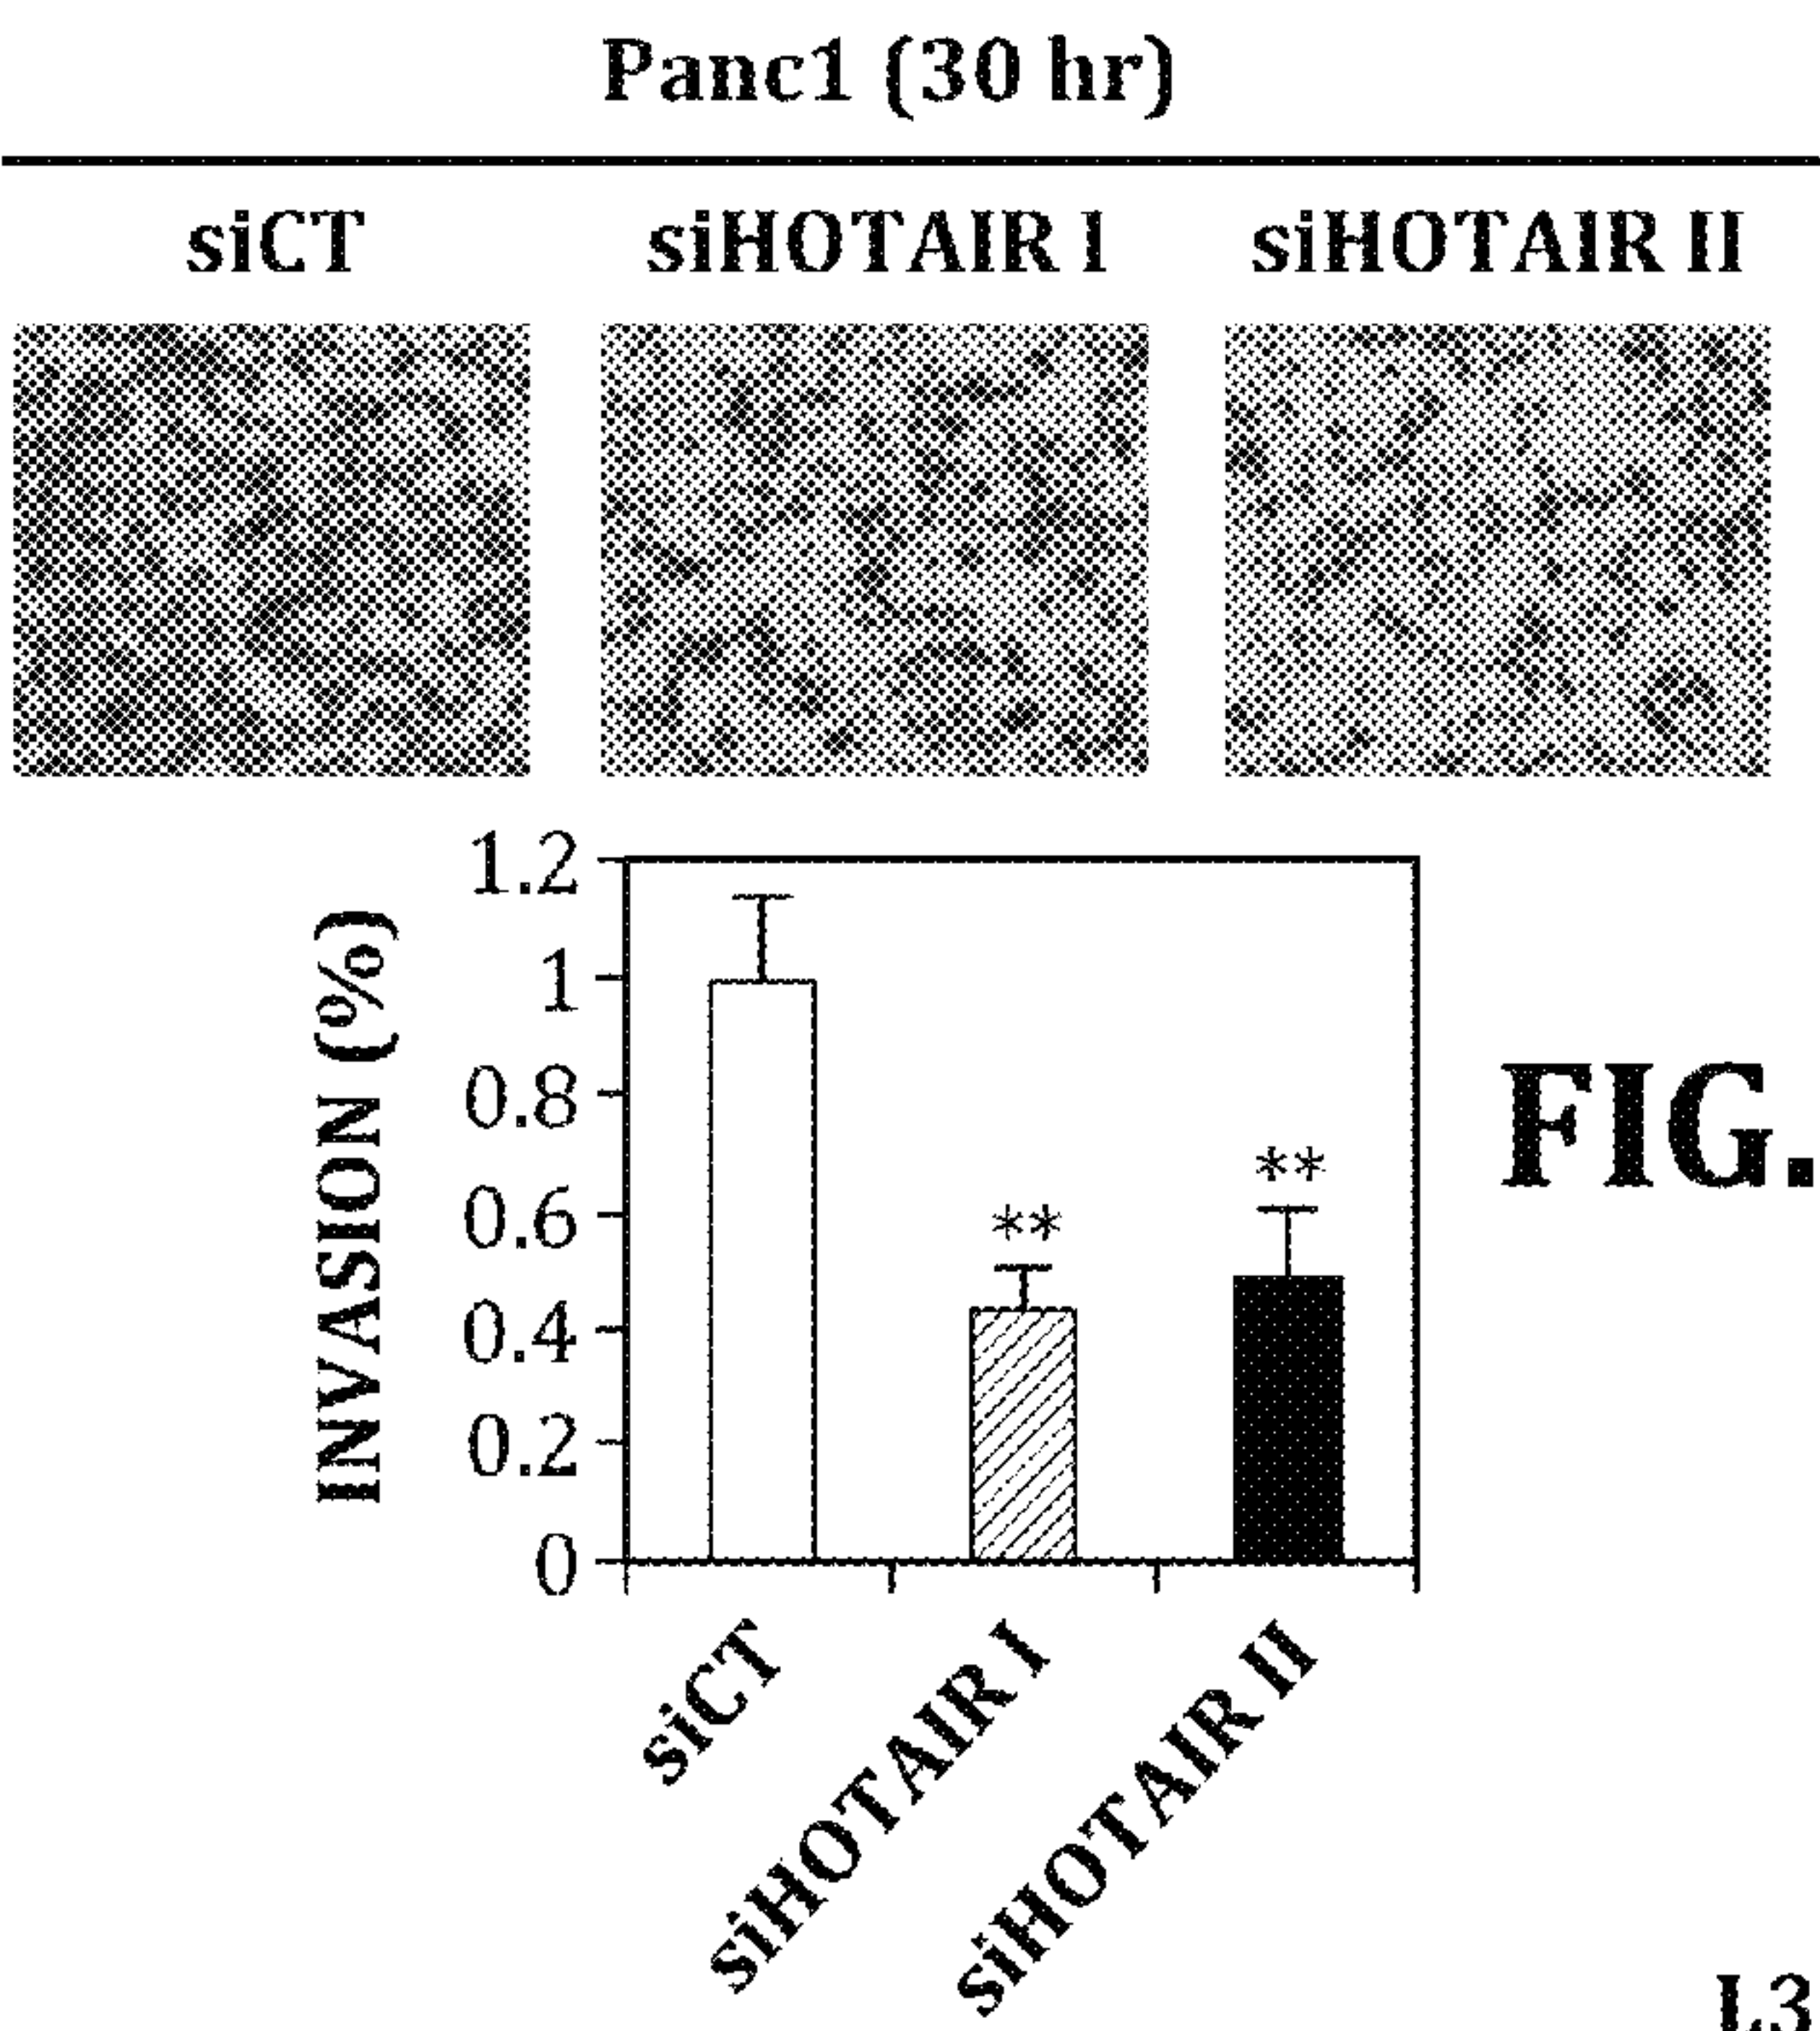 Panc1 (30 hr)
siCT siHOTAIR I siHOTAIR II
INVASION (%)
1.2
1
0.8
0.6
0.4
0.2
0
**
**
siCT
siHOTAIR I
siHOTAIR II
FIG.
L3